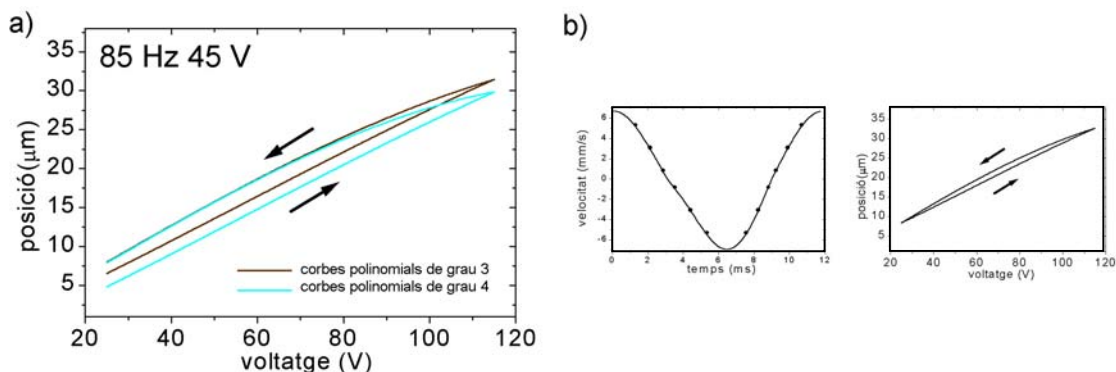 a)
85 Hz 45 V
posició(μm)
35
30
25
20
15
10
5
corbes polinomials de grau 3
corbes polinomials de grau 4
20 40 60 80 100 120
voltatge (V)
b)
velocitat (mm/s)
6
4
2
0
-2
-4
-6
0 2 4 6 8 10 12
temps (ms)
posició(μm)
35
30
25
20
15
10
5
20 40 60 80 100 120
voltatge (V)